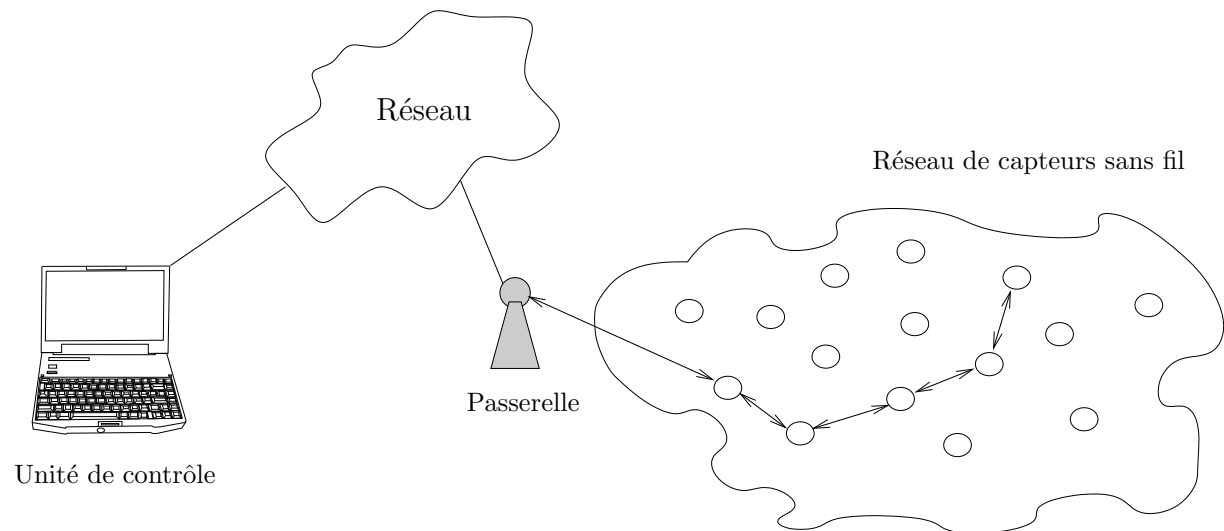 Réseau
Réseau de capteurs sans fil
Passerelle
Unité de contrôle